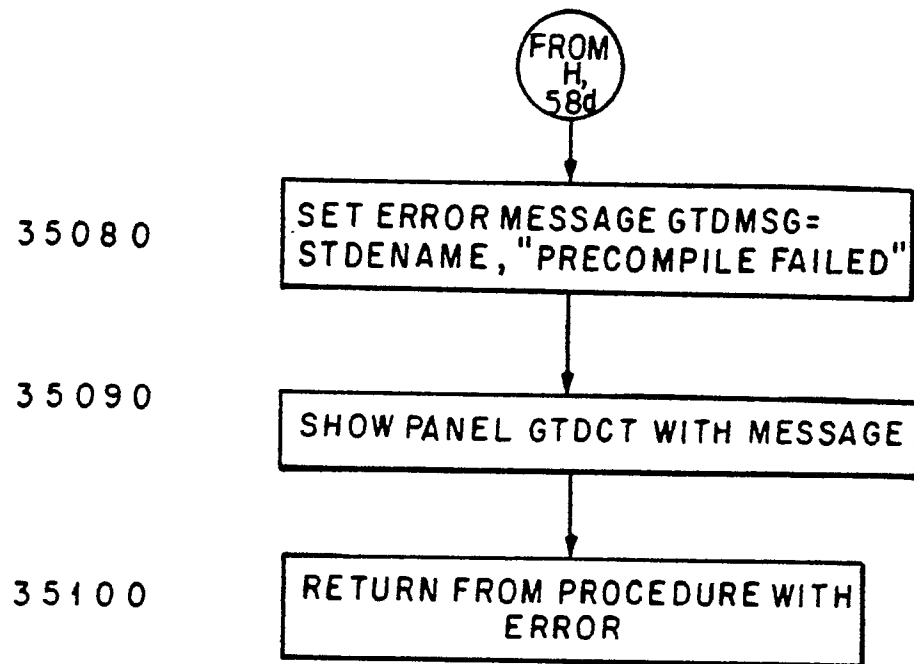 FROM
H,
58d
35080
SET ERROR MESSAGE GTDMSG=
STDENAME, "PRECOMPILE FAILED"
35090
SHOW PANEL GTDCT WITH MESSAGE
35100
RETURN FROM PROCEDURE WITH
ERROR